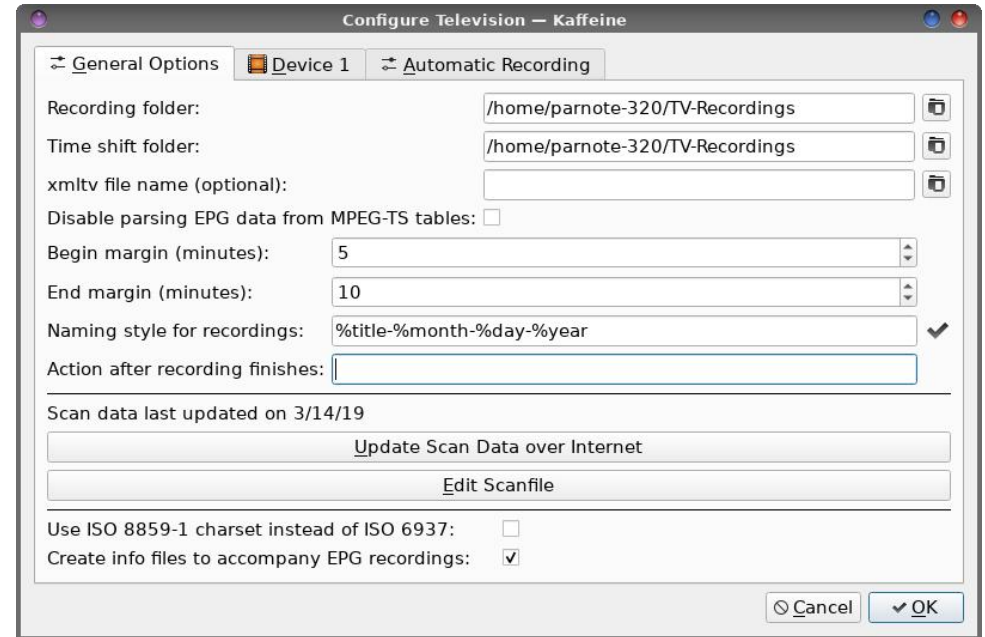 Configure Television — Kaffeine
General Options Device 1 Automatic Recording
Recording folder: /home/parnote-320/TV-Recordings
Time shift folder: /home/parnote-320/TV-Recordings
xmltv file name (optional):
Disable parsing EPG data from MPEG-TS tables:
Begin margin (minutes): 5
End margin (minutes): 10
Naming style for recordings: %title-%month-%day-%year
Action after recording finishes:
Scan data last updated on 3/14/19
Update Scan Data over Internet
Edit Scanfile
Use ISO 8859-1 charset instead of ISO 6937:
Create info files to accompany EPG recordings:
Cancel OK